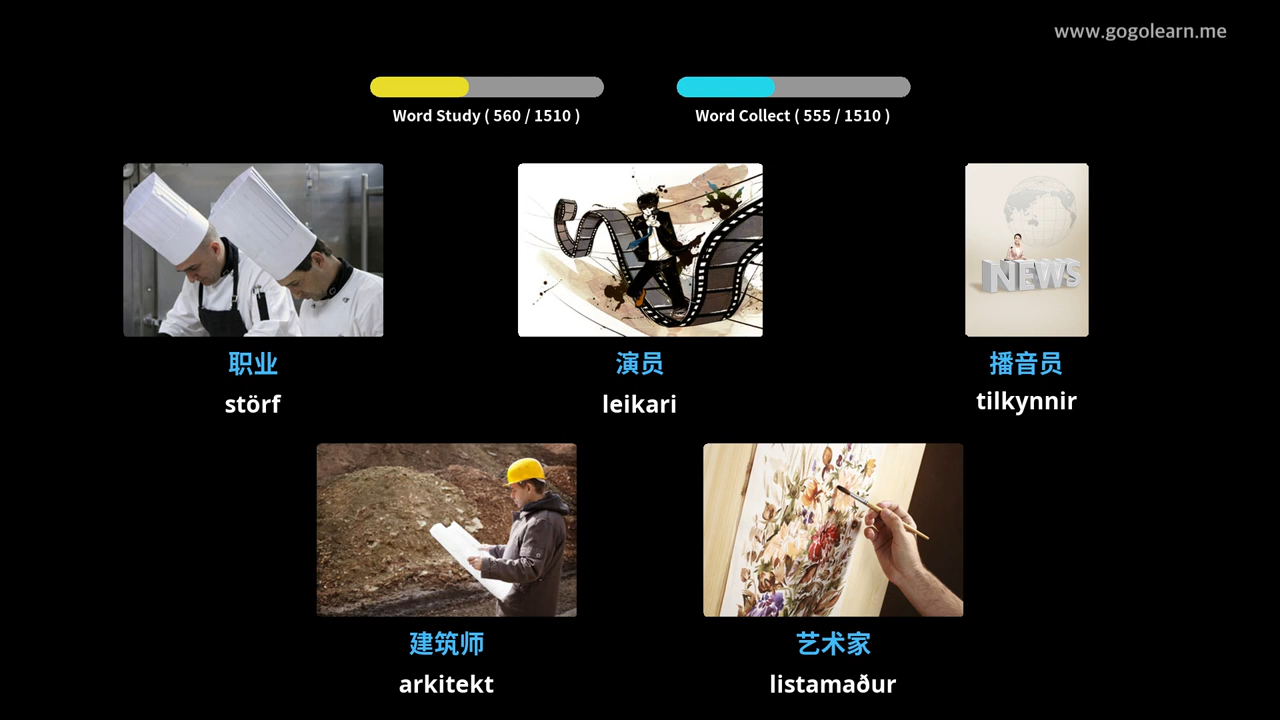 www.gogolearn.me
Word Study ( 560 / 1510 )
Word Collect ( 555 / 1510 )
NEWS
职业
störf
演员
leikari
播音员
tilkynnir
建筑师
arkitekt
艺术家
listamaður